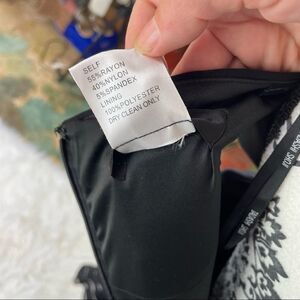 SELF
55%RAYON
40%NYLON
5%SPANDEX
LINING
100%POLYESTER
DRY CLEAN ONLY